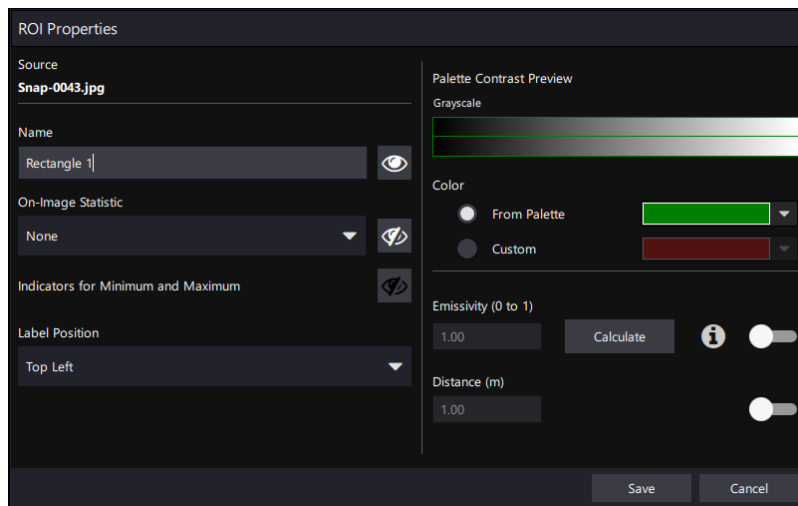 ROI Properties
Source
Snap-0043.jpg
Name
Rectangle 1
On-Image Statistic
None
Indicators for Minimum and Maximum
Label Position
Top Left
Palette Contrast Preview
Grayscale
Color
From Palette
Custom
Emissivity (0 to 1)
1.00
Calculate
Distance (m)
1.00
Save
Cancel